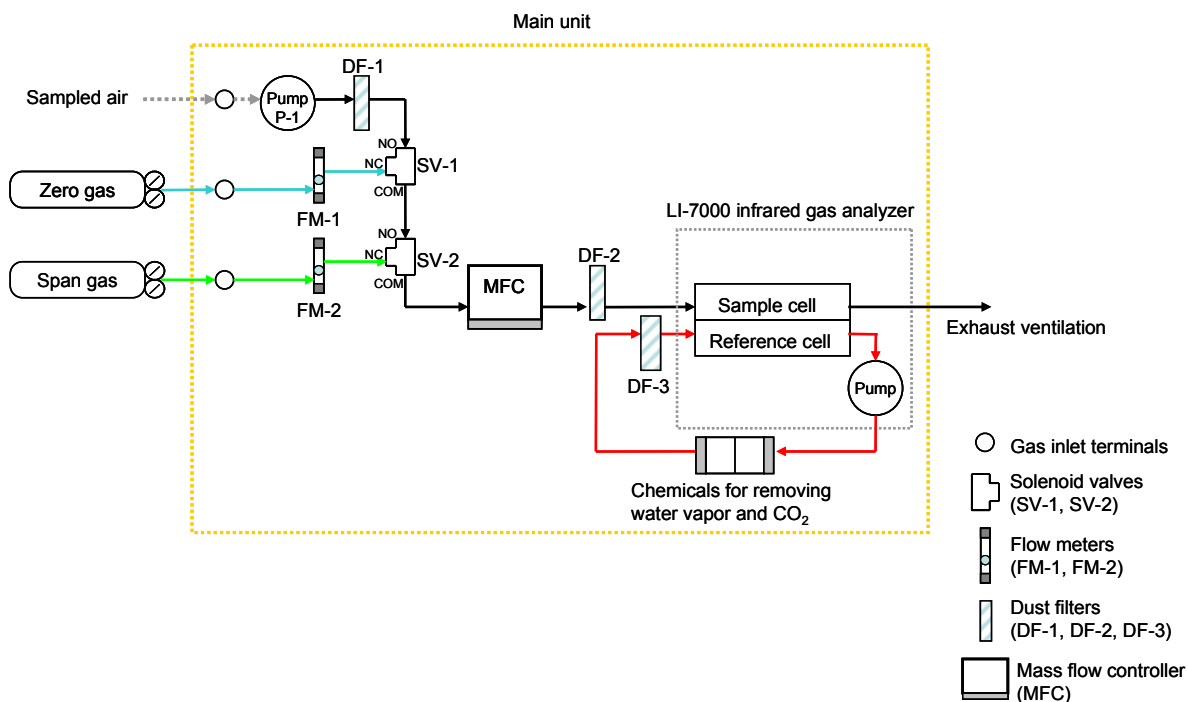 Main unit
DF-1
Sampled air
Pump
P-1
NO
NC
SV-1
COM
Zero gas
FM-1
LI-7000 infrared gas analyzer
NO
NC
SV-2
COM
DF-2
Span gas
MFC
FM-2
Sample cell
Exhaust ventilation
Reference cell
DF-3
Pump
Chemicals for removing
water vapor and CO2
Gas inlet terminals
Solenoid valves
(SV-1, SV-2)
Flow meters
(FM-1, FM-2)
Dust filters
(DF-1, DF-2, DF-3)
Mass flow controller
(MFC)